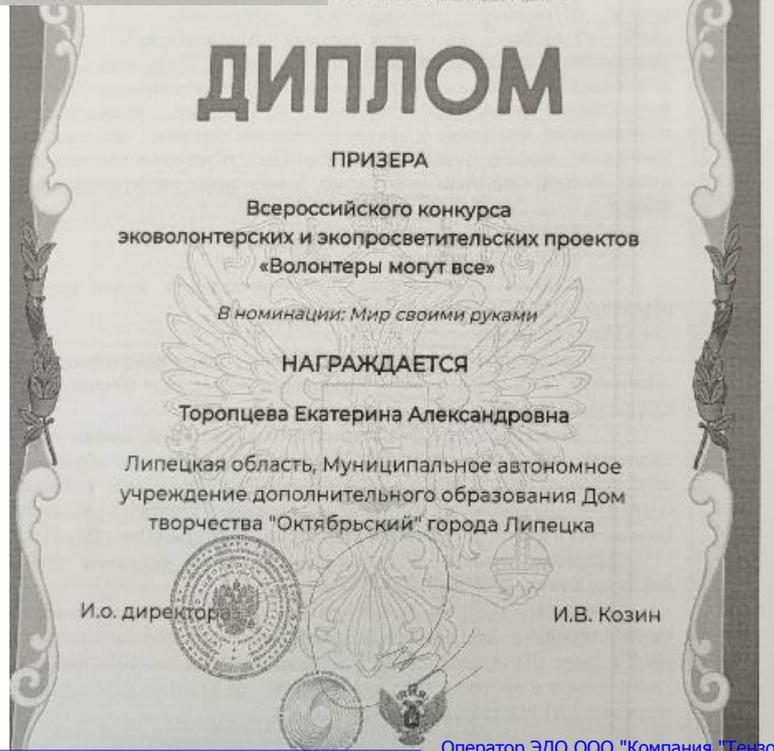 ДИПЛОМ
ПРИЗЕРА
Всероссийского конкурса
эковолонтерских и экопросветительских проектов
«Волонтеры могут все»
В номинации: Мир своими руками
НАГРАЖДАЕТСЯ
Торопцева Екатерина Александровна
Липецкая область, Муниципальное автономное
учреждение дополнительного образования Дом
творчества "Октябрьский" города Липецка
И.о. директора
И.В. Козин
Оператор ЭДО ООО "Компания "Тензо